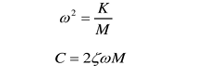 ω² = K/M
C = 2ζωM